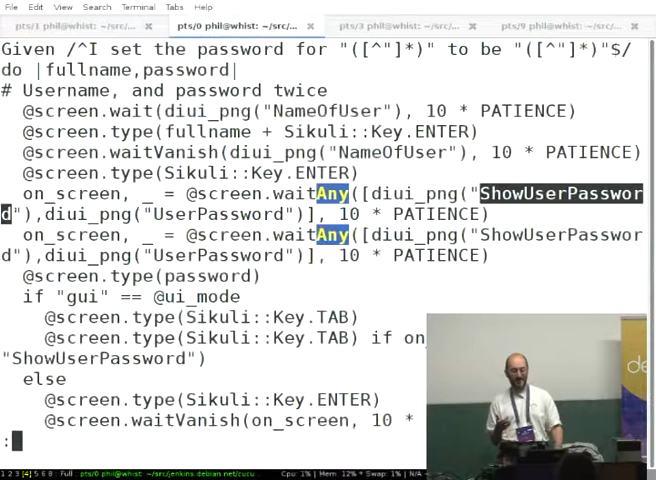 File Edit View Search Terminal Tabs Help
pts/1 phil@whist: ~/src/... pts/0 phil@whist: ~/src/... pts/3 phil@whist: ~/src/... pts/9 phil@whist: ~/src/...
Given /^I set the password for "([^"]*)" to be "([^"]*)"$/
do |fullname,password|
# Username, and password twice
@screen.wait(diui_png("NameOfUser"), 10 * PATIENCE)
@screen.type(fullname + Sikuli::Key.ENTER)
@screen.waitVanish(diui_png("NameOfUser"), 10 * PATIENCE)
@screen.type(Sikuli::Key.ENTER)
on_screen, _ = @screen.waitAny([diui_png("ShowUserPasswor
d"),diui_png("UserPassword")], 10 * PATIENCE)
on_screen, _ = @screen.waitAny([diui_png("ShowUserPasswor
d"),diui_png("UserPassword")], 10 * PATIENCE)
@screen.type(password)
if "gui" == @ui_mode
@screen.type(Sikuli::Key.TAB)
@screen.type(Sikuli::Key.TAB) if on_
"ShowUserPassword")
else
@screen.type(Sikuli::Key.ENTER)
@screen.waitVanish(on_screen, 10 *
:
de
1 2 3 [4] 5 6 8 : Full : pts/0 phil@whist: ~/src/jenkins.debian.net/cucu Cpu: 1% | Mem: 12% * Swap: 1% | N/A